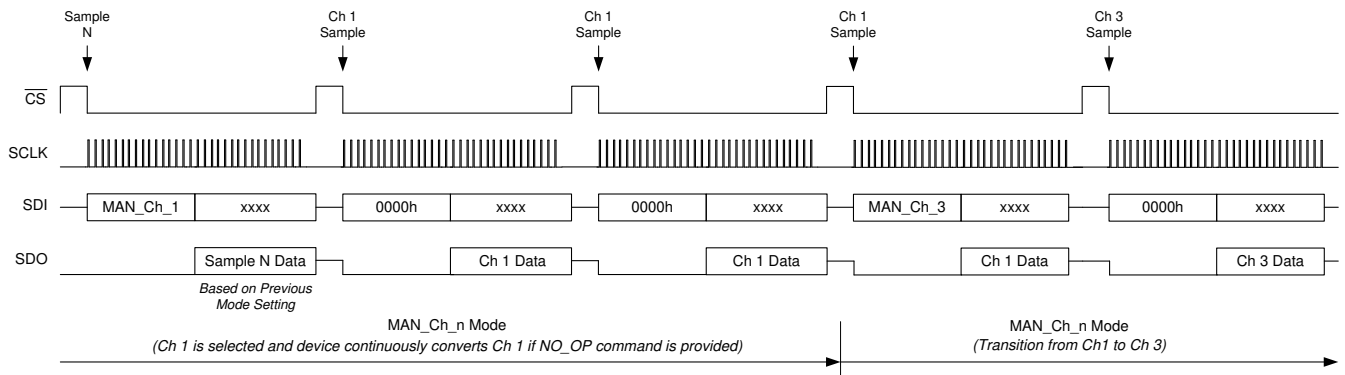 Sample
N
Ch 1
Sample
Ch 1
Sample
Ch 1
Sample
Ch 3
Sample
CS
SCLK
SDI
MAN_Ch_1
xxxx
0000h
xxxx
0000h
xxxx
MAN_Ch_3
xxxx
0000h
xxxx
SDO
Sample N Data
Ch 1 Data
Ch 1 Data
Ch 1 Data
Ch 3 Data
Based on Previous
Mode Setting
MAN_Ch_n Mode
(Ch 1 is selected and device continuously converts Ch 1 if NO_OP command is provided)
MAN_Ch_n Mode
(Transition from Ch1 to Ch 3)